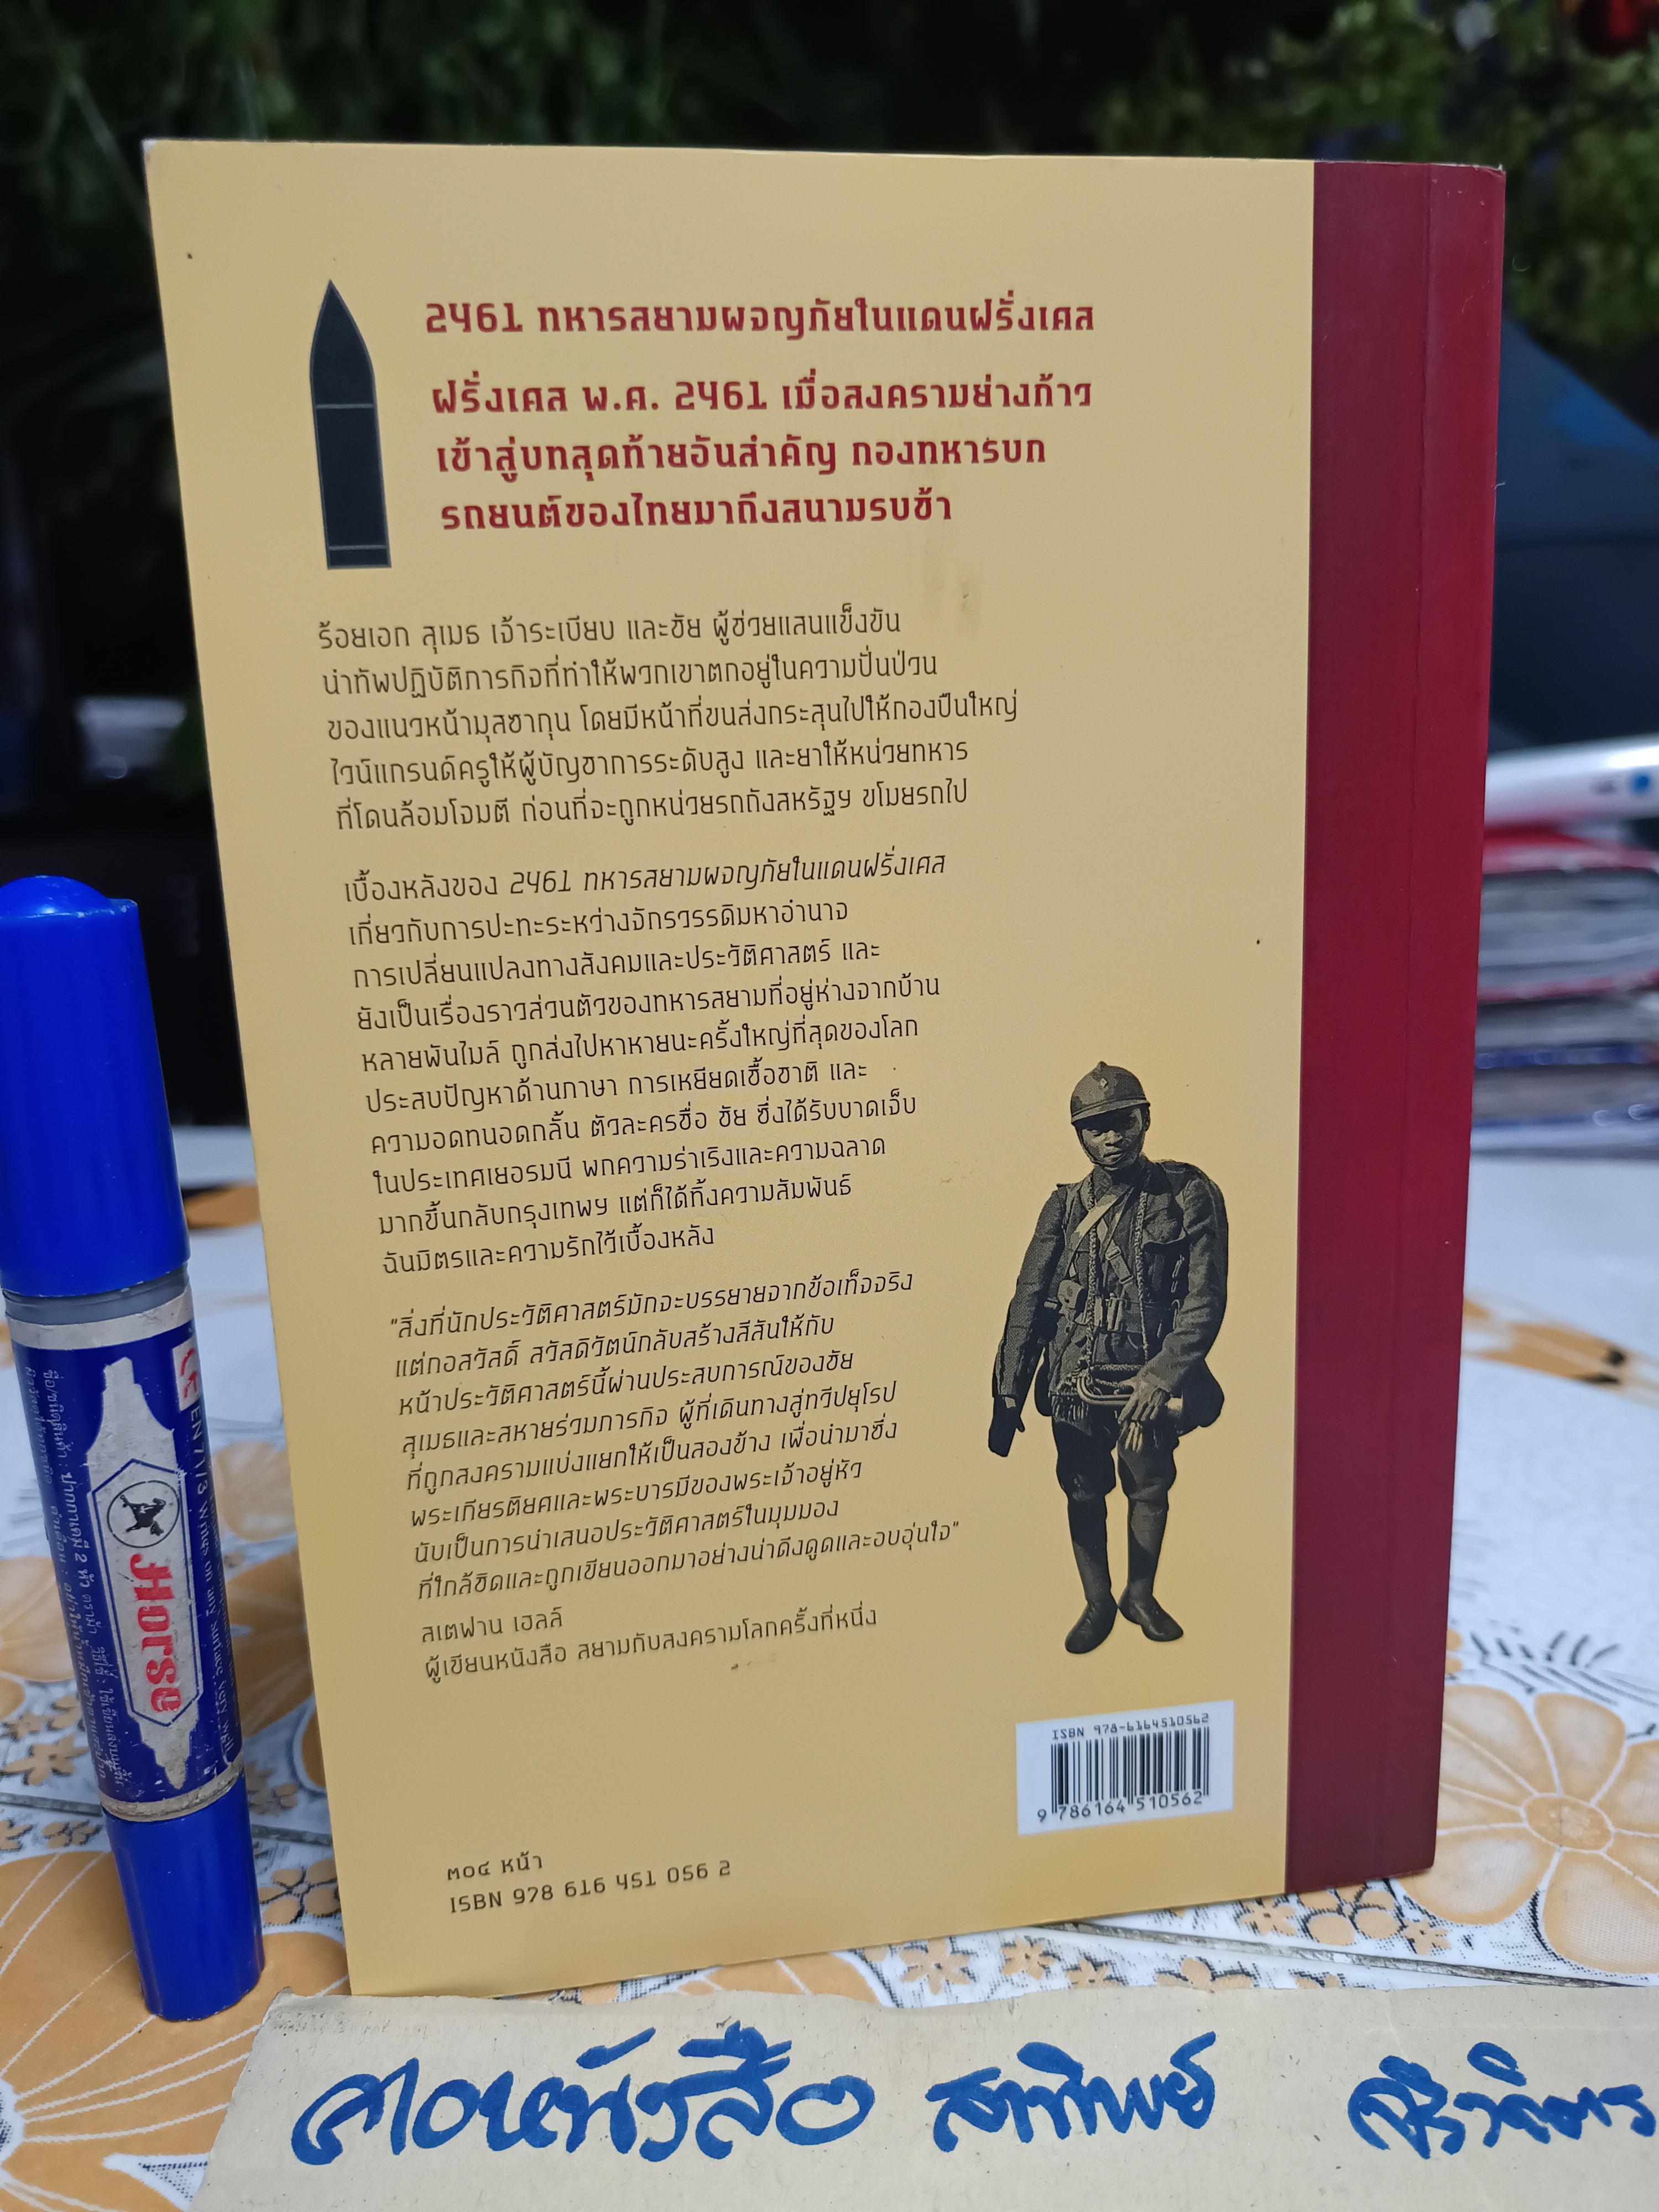 2461 ทหารสยามผจญภัยในแดนฝรั่งเศส
ฝรั่งเศส พ.ศ. 2461 เมื่อสงครามย่างก้าว
เข้าสู่บทสุดท้ายอันสำคัญ กองทหารบก
รถยนต์ของไทยมาถึงสนามรบช้า
ร้อยเอก สุเมธ เจ้าระเบียบ และชัย ผู้ช่วยแสนแข็งขัน
นำทัพปฏิบัติการกิจที่ทำให้พวกเขาตกอยู่ในความปั่นป่วน
ของแนวหน้ามุสซากุน โดยมีหน้าที่ขนส่งกระสุนไปให้กองปืนใหญ่
ไวน์แกรนด์ครูให้ผู้บัญชาการระดับสูง และยาให้หน่วยทหาร
ที่โดนล้อมโจมตี ก่อนที่จะถูกหน่วยรถถังสหรัฐฯ ขโมยรถไป
เบื้องหลังของ 2461 ทหารสยามผจญภัยในแดนฝรั่งเศส
เกี่ยวกับการปะทะระหว่างจักรวรรดิมหาอำนาจ
การเปลี่ยนแปลงทางสังคมและประวัติศาสตร์ และ
ยังเป็นเรื่องราวส่วนตัวของทหารสยามที่อยู่ห่างจากบ้าน
หลายพันไมล์ ถูกส่งไปหาหายนะครั้งใหญ่ที่สุดของโลก
ประสบปัญหาด้านภาษา การเหยียดเชื้อชาติ และ
ความอดทนอดกลั้น ตัวละครชื่อ ชัย ซึ่งได้รับบาดเจ็บ
ในประเทศเยอรมนี พกความร่าเริงและความฉลาด
มากขึ้นกลับกรุงเทพฯ แต่ก็ได้ทิ้งความสัมพันธ์
ฉันมิตรและความรักไว้เบื้องหลัง
"สิ่งที่นักประวัติศาสตร์มักจะบรรยายจากข้อเท็จจริง
แต่กอสวัสดิ์ สวัสดิวัตน์กลับสร้างสีสันให้กับ
หน้าประวัติศาสตร์นี้ผ่านประสบการณ์ของชัย
สุเมธและสหายร่วมภารกิจ ผู้ที่เดินทางสู่ทวีปยุโรป
ที่ถูกสงครามแบ่งแยกให้เป็นสองข้าง เพื่อนำมาซึ่ง
พระเกียรติยศและพระบารมีของพระเจ้าอยู่หัว
นับเป็นการนำเสนอประวัติศาสตร์ในมุมมอง
ที่ใกล้ชิดและถูกเขียนออกมาอย่างน่าดึงดูดและอบอุ่นใจ"
สเตฟาน เฮลล์
ผู้เขียนหนังสือ สยามกับสงครามโลกครั้งที่หนึ่ง
ISBN 978-6164510562
9 786164 510562
๓๐๔ หน้า
ISBN 978 616 451 056 2
EN 71/3
Horse
ปากกาเคมี 2 หัว